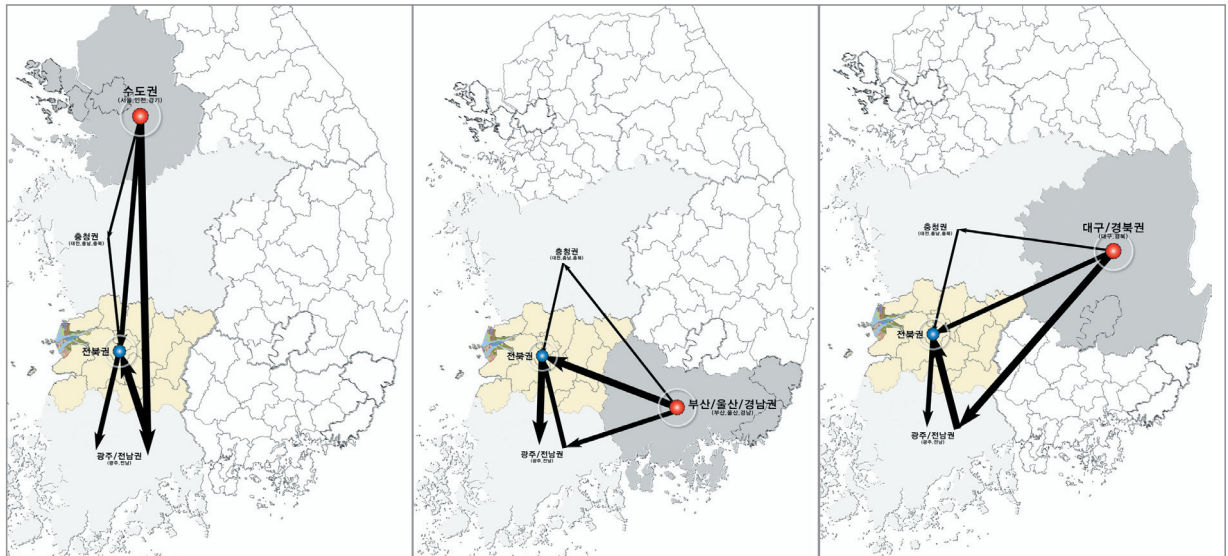 수도권
(서울,인천,경기)
충청권
(대전,충남,충북)
전북권
광주/전남권
(광주,전남)
충청권
(대전,충남,충북)
전북권
부산/울산/경남권
(부산,울산,경남)
광주/전남권
(광주,전남)
충청권
(대전,충남,충북)
대구/경북권
(대구,경북)
전북권
광주/전남권
(광주,전남)